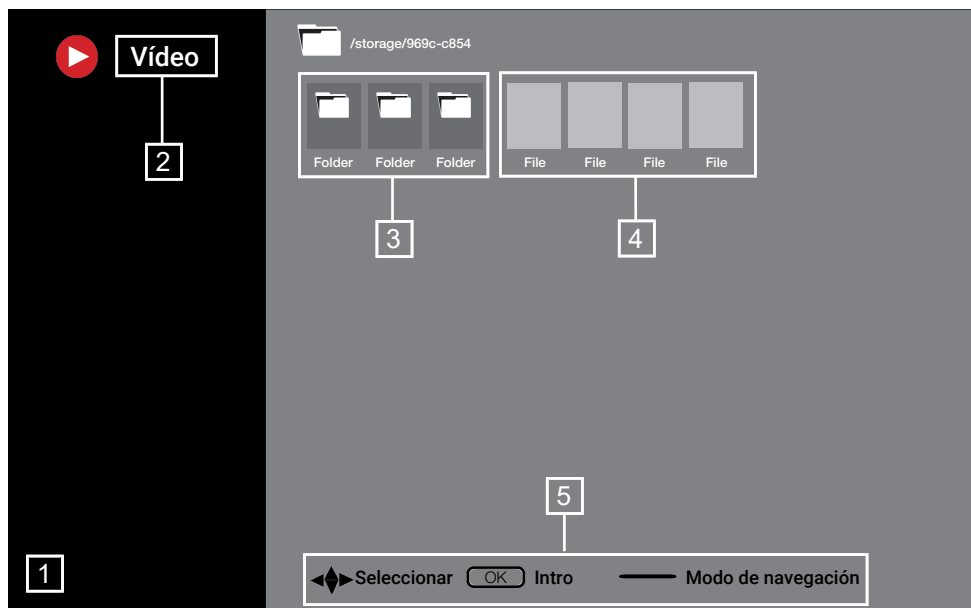 Vídeo
2
/storage/969c-c854
Folder Folder Folder
File File File File
3
4
5
1
Seleccionar OK Intro Modo de navegación